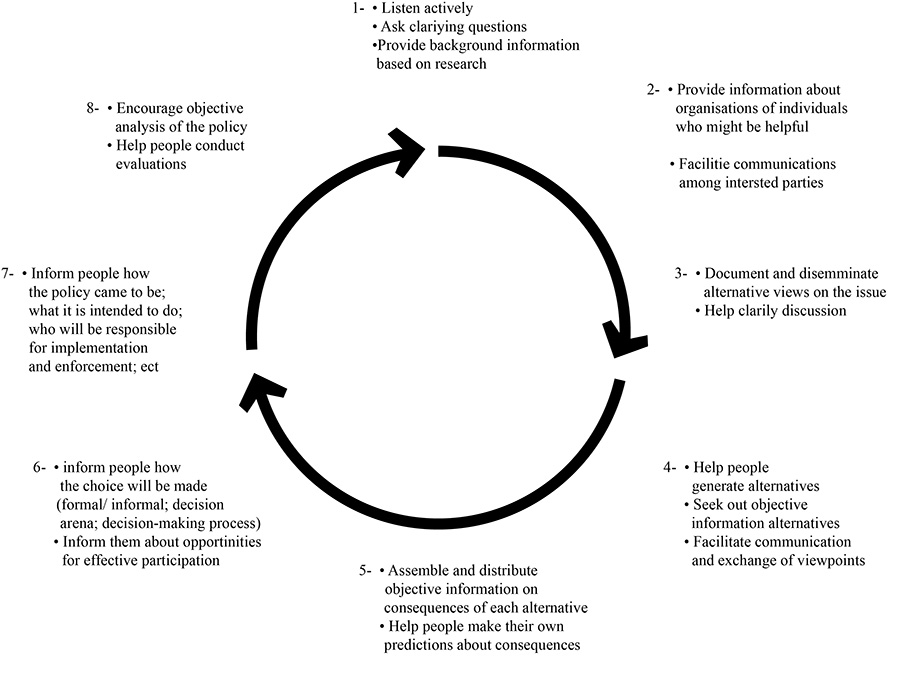 1- • Listen actively
• Ask clariying questions
•Provide background information
based on research
2- • Provide information about
organisations of individuals
who might be helpful
• Facilitie communications
among intersted parties
3- • Document and disemminate
alternative views on the issue
• Help clarily discussion
4- • Help people
generate alternatives
• Seek out objective
information alternatives
• Facilitate communication
and exchange of viewpoints
5- • Assemble and distribute
objective information on
consequences of each alternative
• Help people make their own
predictions about consequences
6- • inform people how
the choice will be made
(formal/ informal; decision
arena; decision-making process)
• Inform them about opportinities
for effective participation
7- • Inform people how
the policy came to be;
what it is intended to do;
who will be responsible
for implementation
and enforcement; ect
8- • Encourage objective
analysis of the policy
• Help people conduct
evaluations